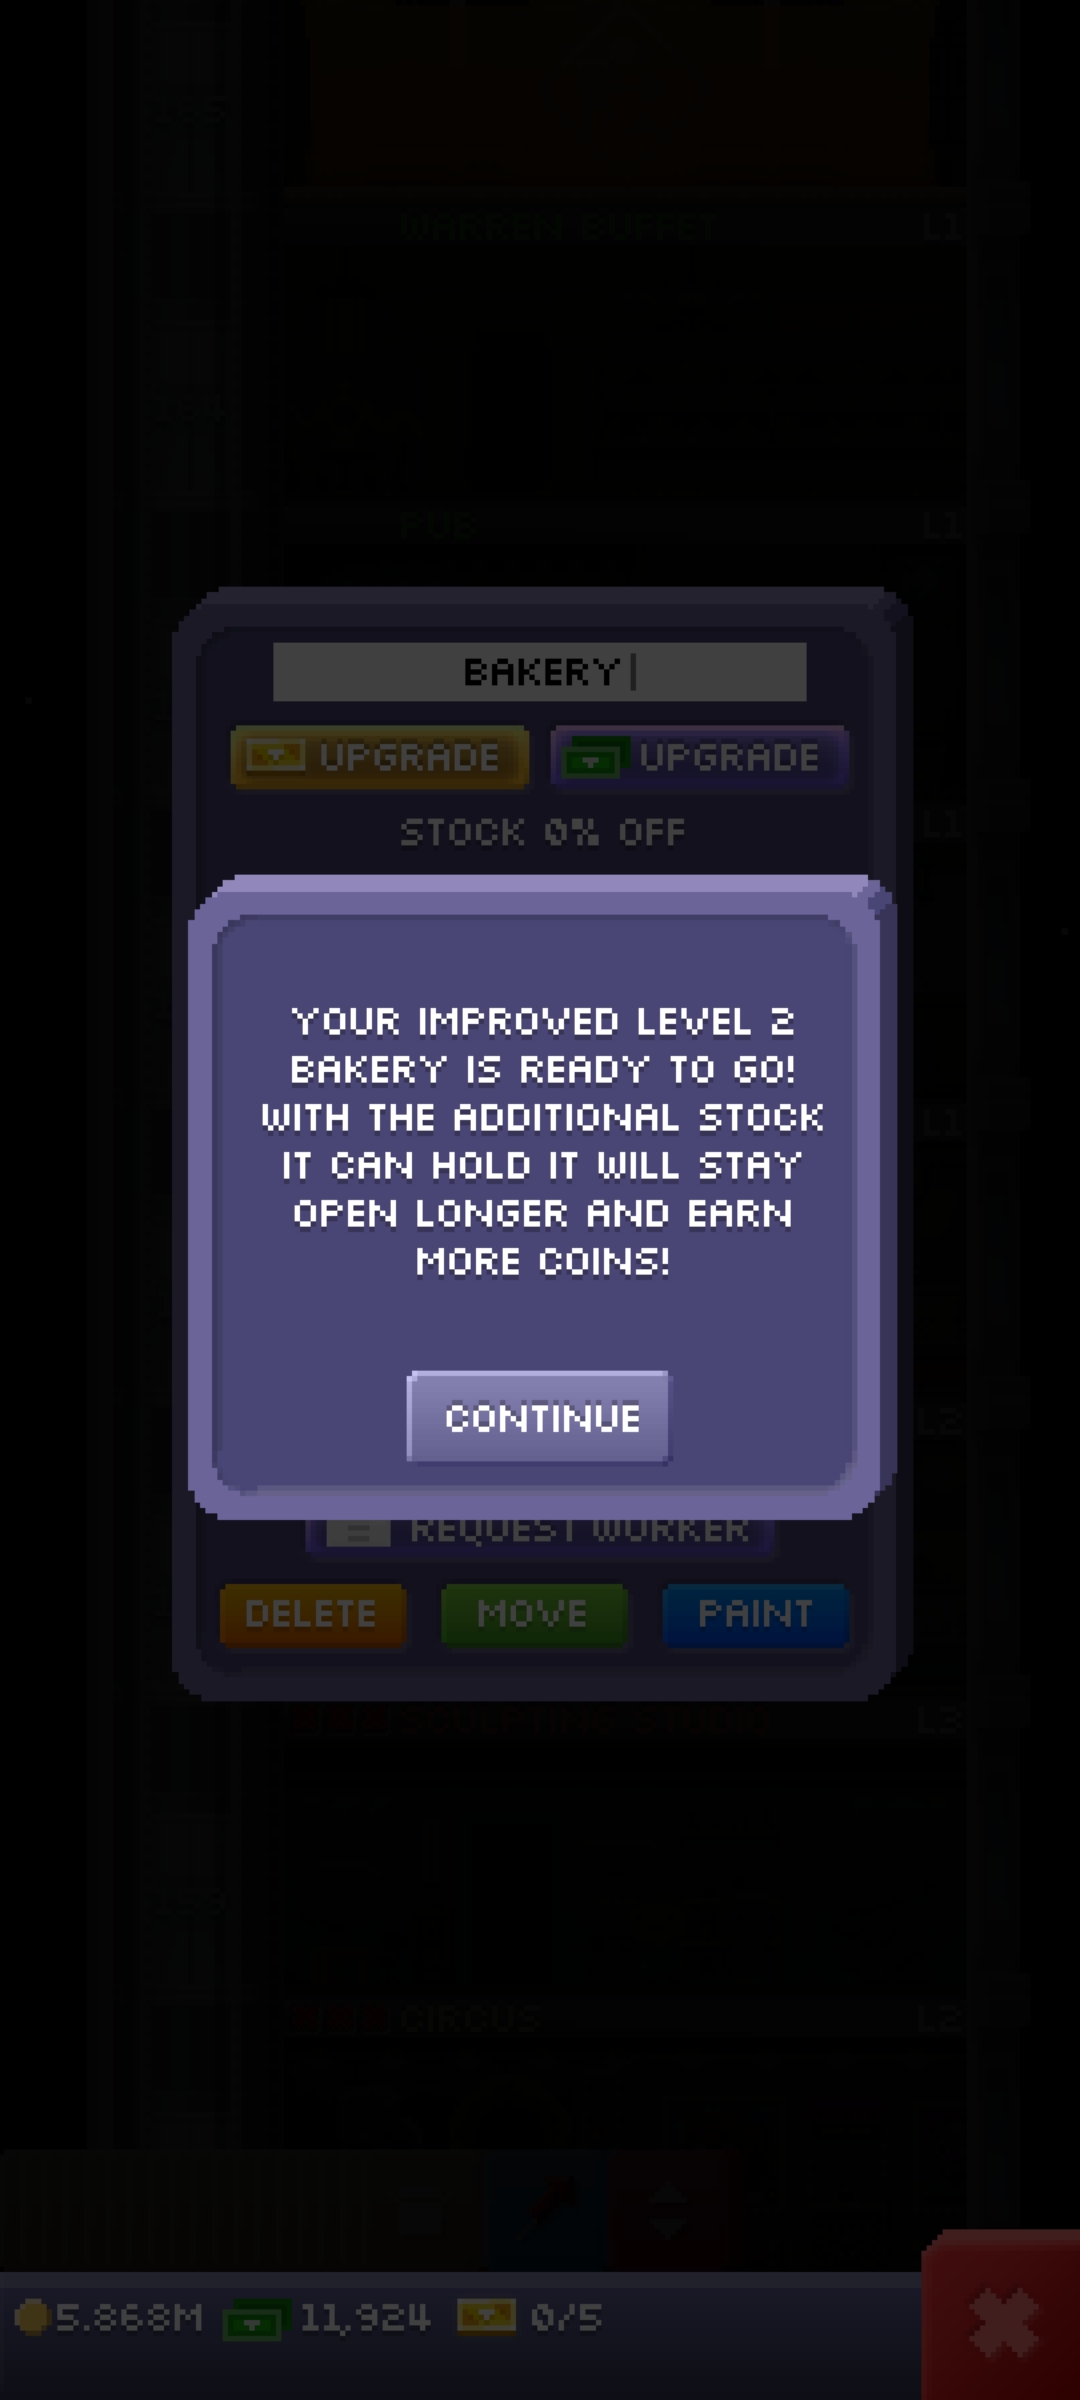 WARREN BUFFET L1
PUB L1
BAKERY
UPGRADE UPGRADE
STOCK 0% OFF
L1
YOUR IMPROVED LEVEL 2
BAKERY IS READY TO GO!
L1
WITH THE ADDITIONAL STOCK
IT CAN HOLD IT WILL STAY
OPEN LONGER AND EARN
MORE COINS!
CONTINUE
L2
REQUEST WORKER
DELETE MOVE PAINT
SCULPTING STUDIO L3
CIRCUS L2
5.868M 11,924 0/5